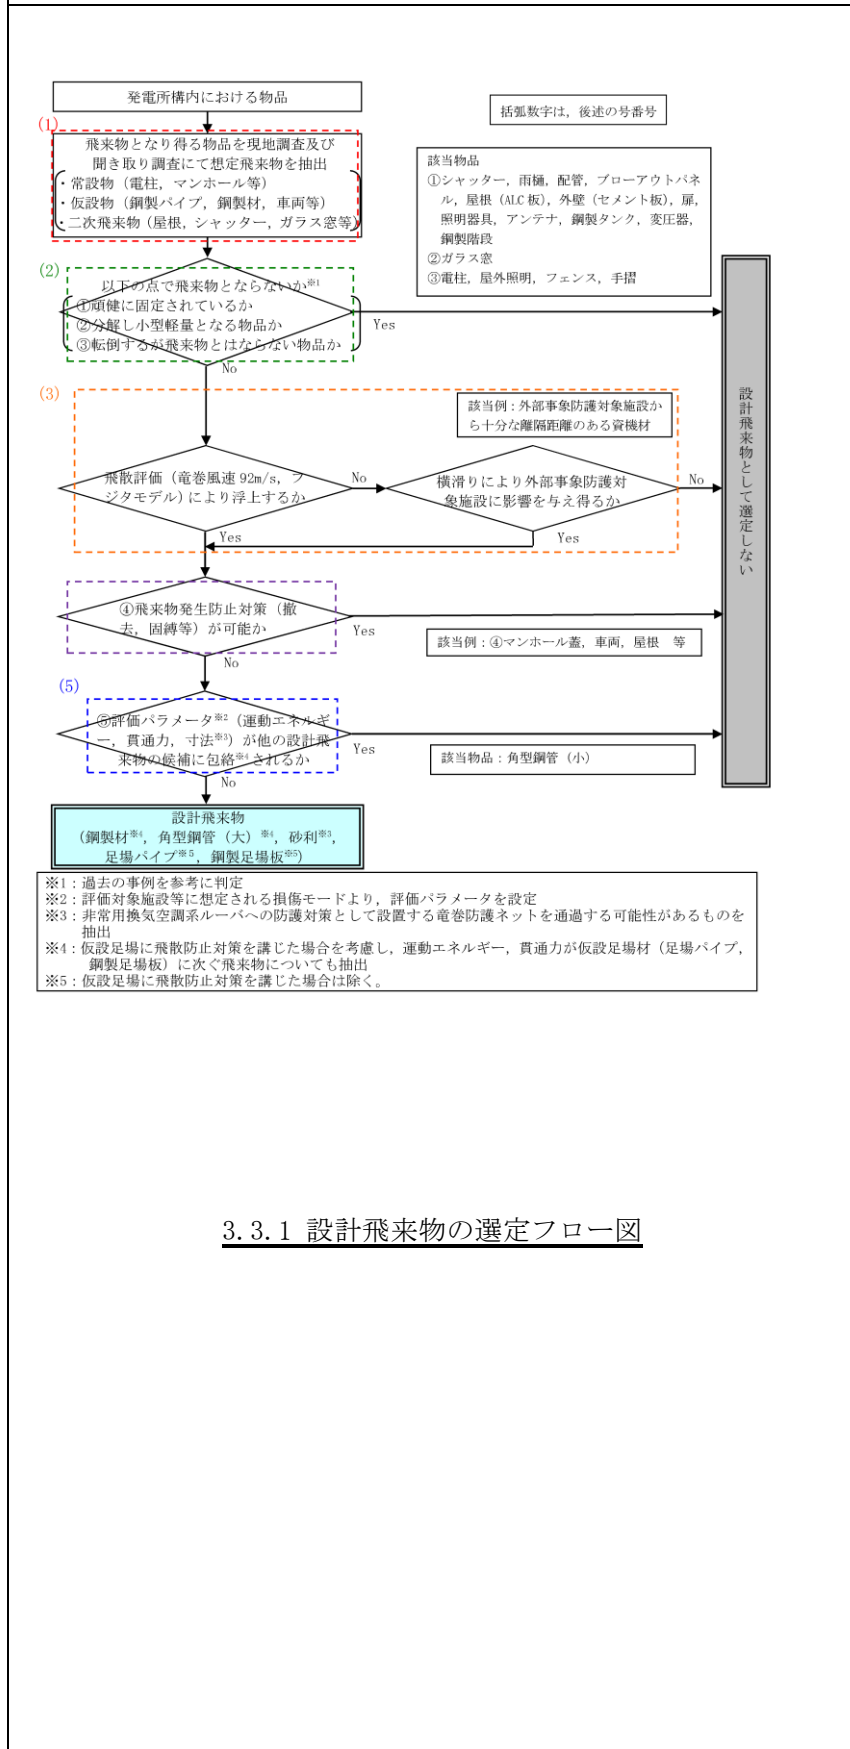 発電所構内における物品
括弧数字は，後述の号番号
(1)
飛来物となり得る物品を現地調査及び
聞き取り調査にて想定飛来物を抽出
・常設物（電柱，マンホール等）
・仮設物（鋼製パイプ，鋼製材，車両等）
・二次飛来物（屋根，シャッター，ガラス窓等）
該当物品
①シャッター，雨樋，配管，ブローアウトパネ
ル，屋根（ALC 板），外壁（セメント板），扉，
照明器具，アンテナ，鋼製タンク，変圧器，
鋼製階段
②ガラス窓
③電柱，屋外照明，フェンス，手摺
(2)
以下の点で飛来物とならないか※1
①頑健に固定されているか
②分解し小型軽量となる物品か
③転倒するが飛来物とはならない物品か
Yes
No
設計飛来物として選定しない
(3)
該当例：外部事象防護対象施設か
ら十分な離隔距離のある資機材
飛散評価（竜巻風速 92m/s，フ
ジタモデル）により浮上するか
No
横滑りにより外部事象防護対
象施設に影響を与え得るか
No
Yes
Yes
④飛来物発生防止対策（撤
去，固縛等）が可能か
Yes
該当例：④マンホール蓋，車両，屋根　等
No
(5)
⑤評価パラメータ※2（運動エネルギ
ー，貫通力，寸法※3）が他の設計飛
来物の候補に包絡※4されるか
Yes
該当物品：角型鋼管（小）
No
設計飛来物
（鋼製材※4，角型鋼管（大）※4，砂利※3，
足場パイプ※5，鋼製足場板※5）
※1：過去の事例を参考に判定
※2：評価対象施設等に想定される損傷モードより，評価パラメータを設定
※3：非常用換気空調系ルーバへの防護対策として設置する竜巻防護ネットを通過する可能性があるものを
抽出
※4：仮設足場に飛散防止対策を講じた場合を考慮し，運動エネルギー，貫通力が仮設足場材（足場パイプ，
鋼製足場板）に次ぐ飛来物についても抽出
※5：仮設足場に飛散防止対策を講じた場合は除く。
3.3.1 設計飛来物の選定フロー図